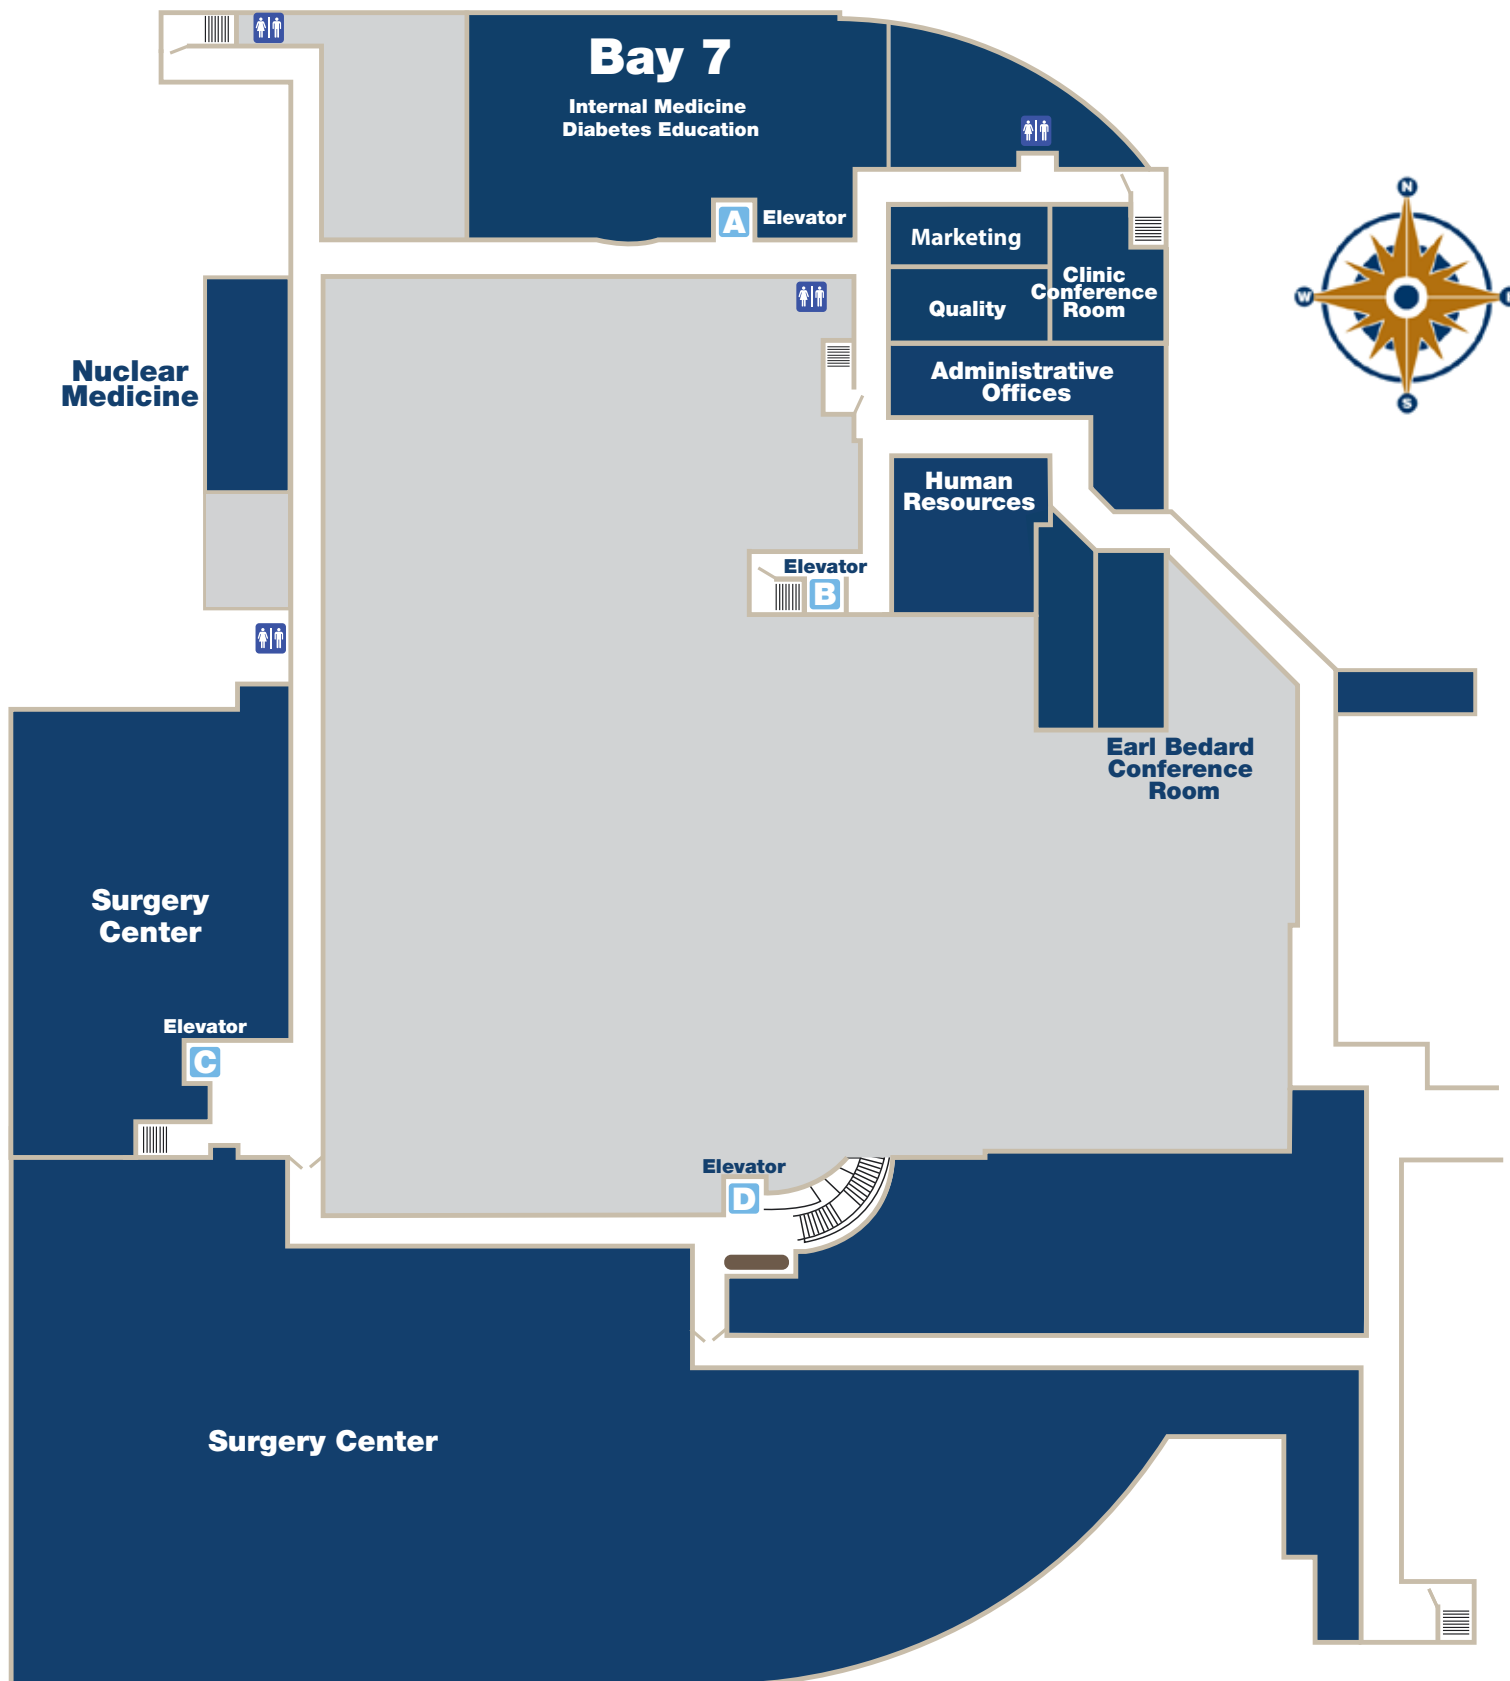 Bay 7
Internal Medicine
Diabetes Education
A
Elevator
Marketing
Quality
Clinic
Conference
Room
Administrative
Offices
N
W
S
Nuclear
Medicine
Human
Resources
Elevator
B
Earl Bedard
Conference
Room
Surgery
Center
Elevator
C
Elevator
D
Surgery Center